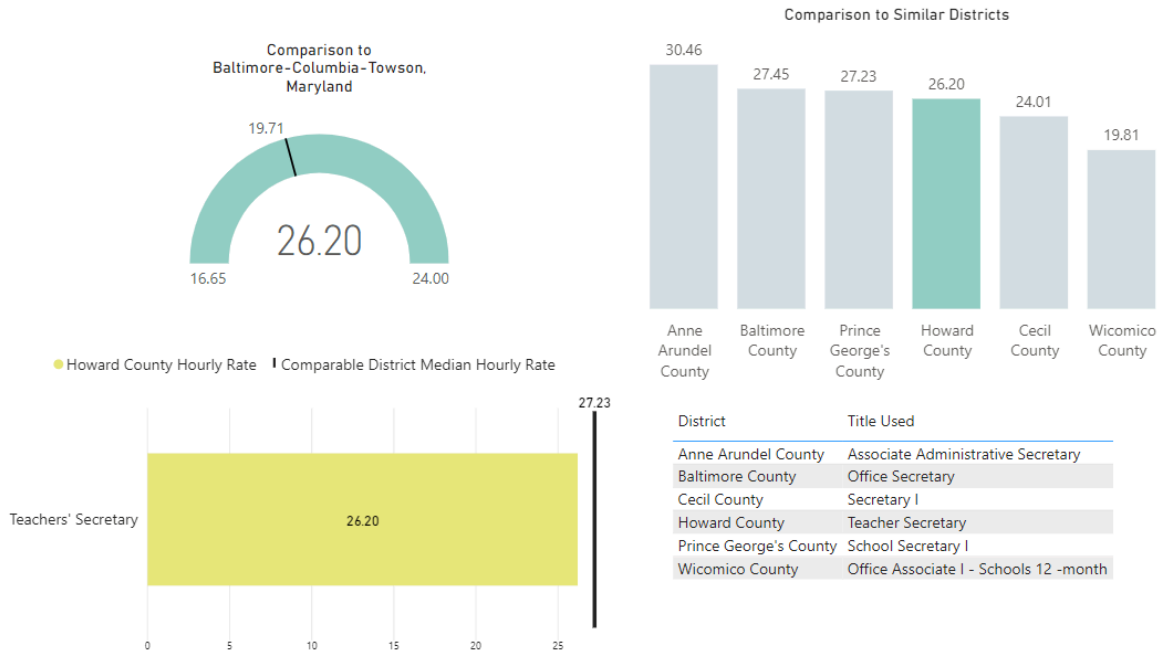 Comparison to
Baltimore-Columbia-Towson,
Maryland
19.71
26.20
16.65
24.00
Comparison to Similar Districts
30.46
27.45
27.23
26.20
24.01
19.81
Anne
Arundel
County
Baltimore
County
Prince
George's
County
Howard
County
Cecil
County
Wicomico
County
Howard County Hourly Rate
Comparable District Median Hourly Rate
27.23
Teachers' Secretary
26.20
0 5 10 15 20 25
District Title Used
Anne Arundel County Associate Administrative Secretary
Baltimore County Office Secretary
Cecil County Secretary I
Howard County Teacher Secretary
Prince George's County School Secretary I
Wicomico County Office Associate I - Schools 12 -month